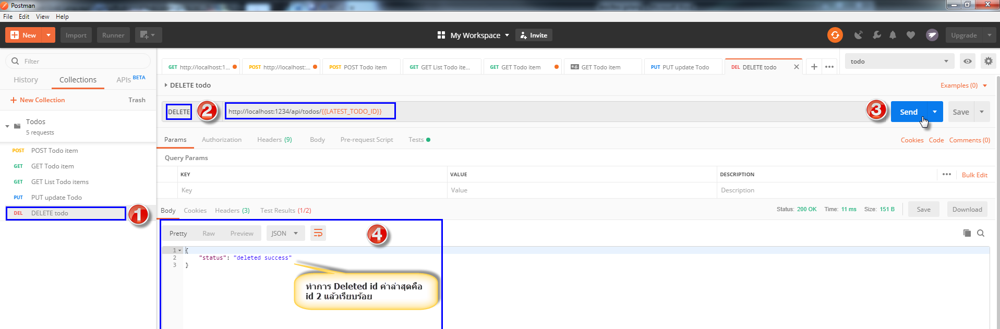 Postman
File Edit View Help
New Import Runner My Workspace Invite Upgrade
Filter
History Collections APIs BETA
New Collection Trash
Todos
5 requests
POST POST Todo item
GET GET Todo item
GET GET List Todo items
PUT PUT update Todo
DEL DELETE todo 1
GET http://localhost:1... POST http://localhost:... POST POST Todo item GET GET List Todo ite... GET GET Todo item e.g. GET Todo item PUT PUT update Todo DEL DELETE todo todo
DELETE todo Examples (0)
DELETE 2 http://localhost:1234/api/todos/{{LATEST_TODO_ID}} 3 Send Save
Params Authorization Headers (9) Body Pre-request Script Tests Cookies Code Comments (0)
Query Params
KEY VALUE DESCRIPTION Bulk Edit
Key Value Description
Body Cookies Headers (3) Test Results (1/2) Status: 200 OK Time: 11 ms Size: 151 B Save Download
Pretty Raw Preview JSON 4
1 {
2 "status": "deleted success"
3 }
ทำการ Deleted id ค่าล่าสุดคือ
id 2 แล้วเรียบร้อย